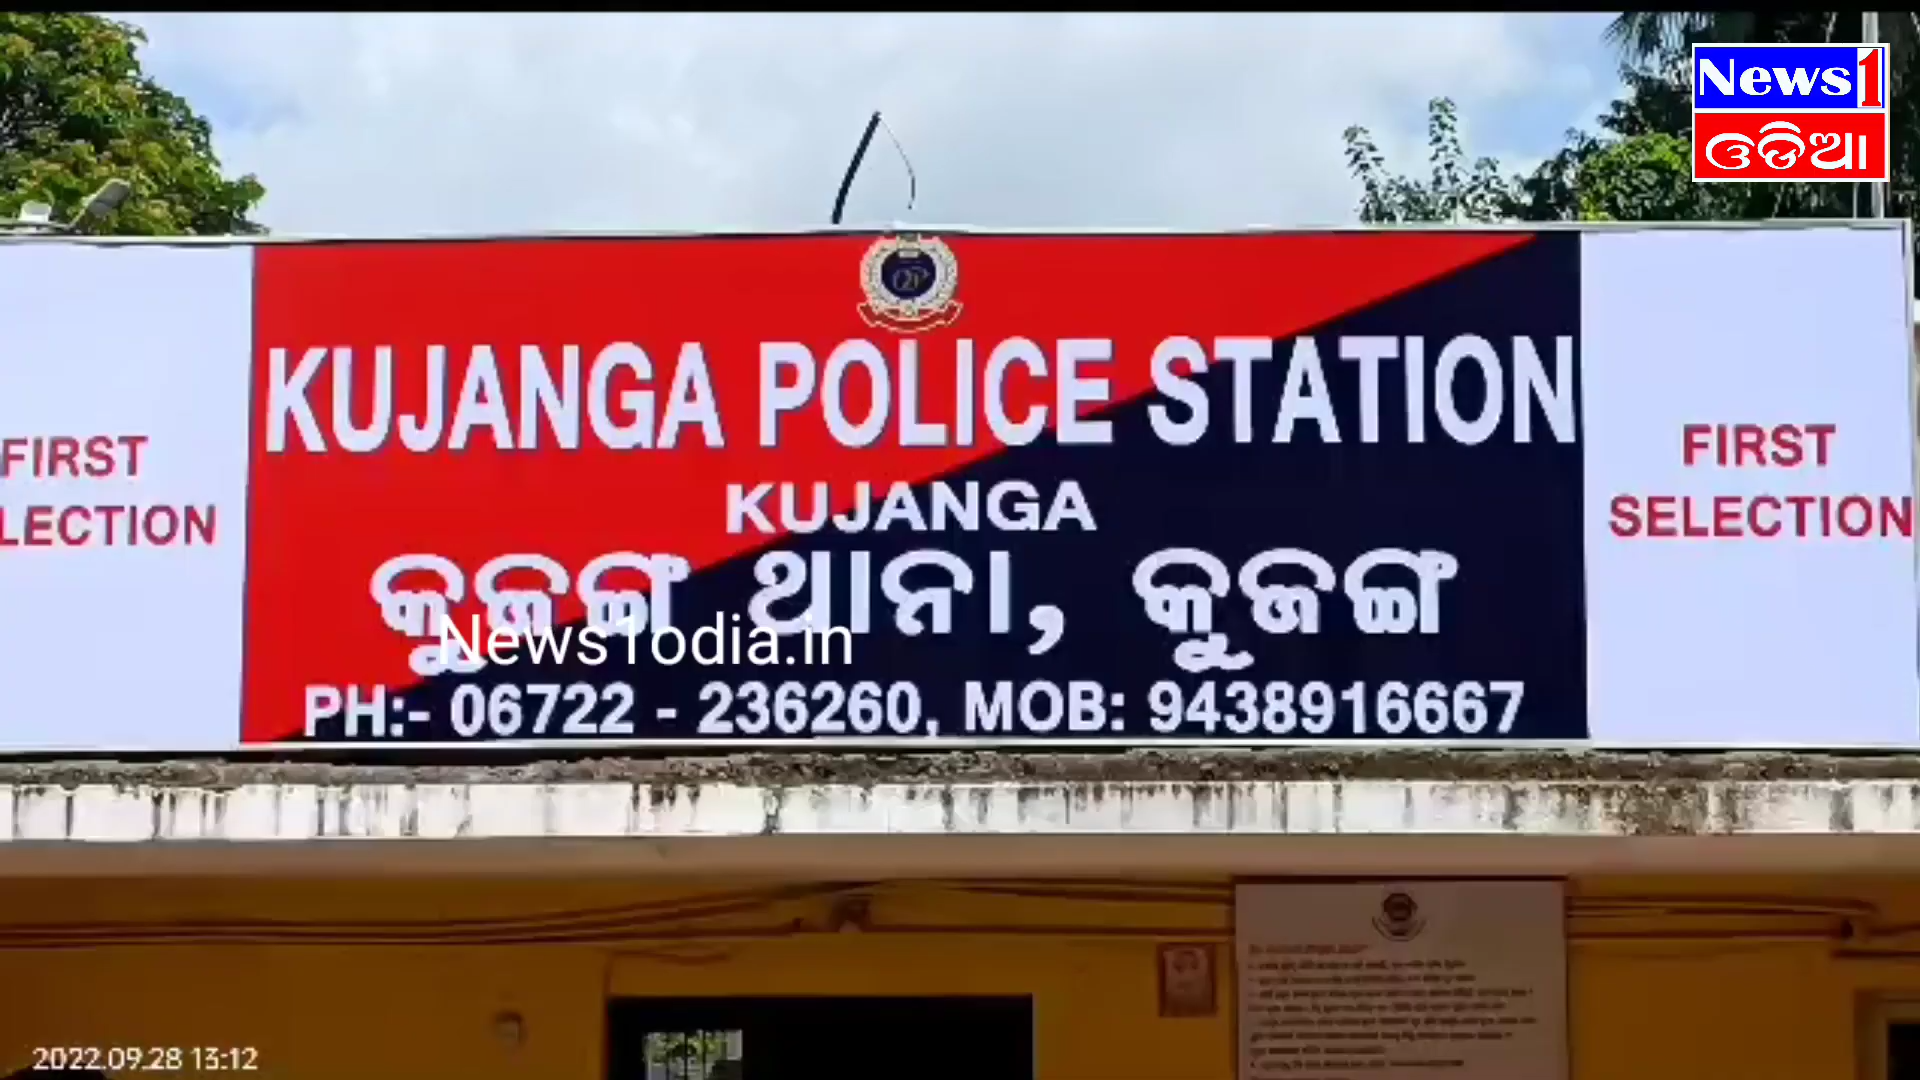 News1
ଓଡିଆ
KUJANGA POLICE STATION
KUJANGA
କୁଜଙ୍ଗ ଥାନା, କୁଜଙ୍ଗ
PH:- 06722 - 236260, MOB: 9438916667
FIRST
LECTION
FIRST
SELECTION
News1odia.in
2022.09.28 13:12